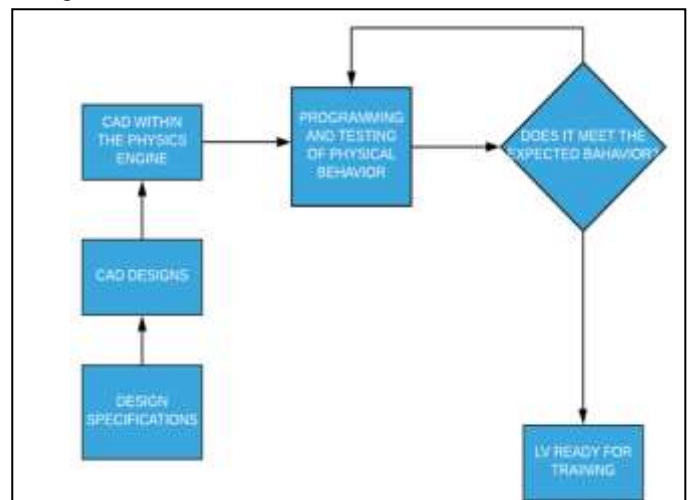 CAD WITHIN
THE PHYSICS
ENGINE
PROGRAMMING
AND TESTING
OF PHYSICAL
BEHAVIOR
DOES IT MEET THE
EXPECTED BAHAVIOR?
CAD DESIGNS
DESIGN
SPECIFICATIONS
LV READY FOR
TRAINING